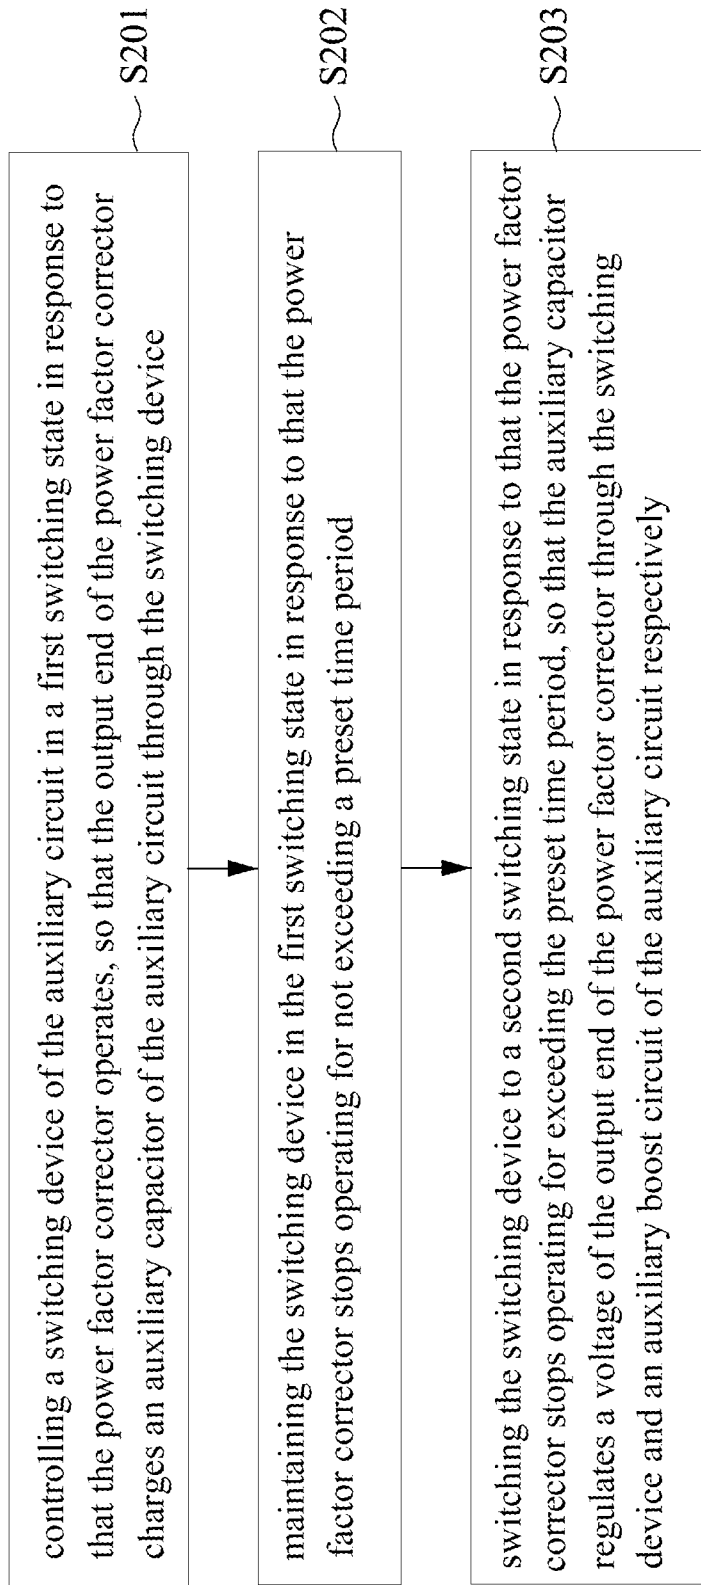 controlling a switching device of the auxiliary circuit in a first switching state in response to
that the power factor corrector operates, so that the output end of the power factor corrector
charges an auxiliary capacitor of the auxiliary circuit through the switching device
S201
maintaining the switching device in the first switching state in response to that the power
factor corrector stops operating for not exceeding a preset time period
S202
switching the switching device to a second switching state in response to that the power factor
corrector stops operating for exceeding the preset time period, so that the auxiliary capacitor
regulates a voltage of the output end of the power factor corrector through the switching
device and an auxiliary boost circuit of the auxiliary circuit respectively
S203